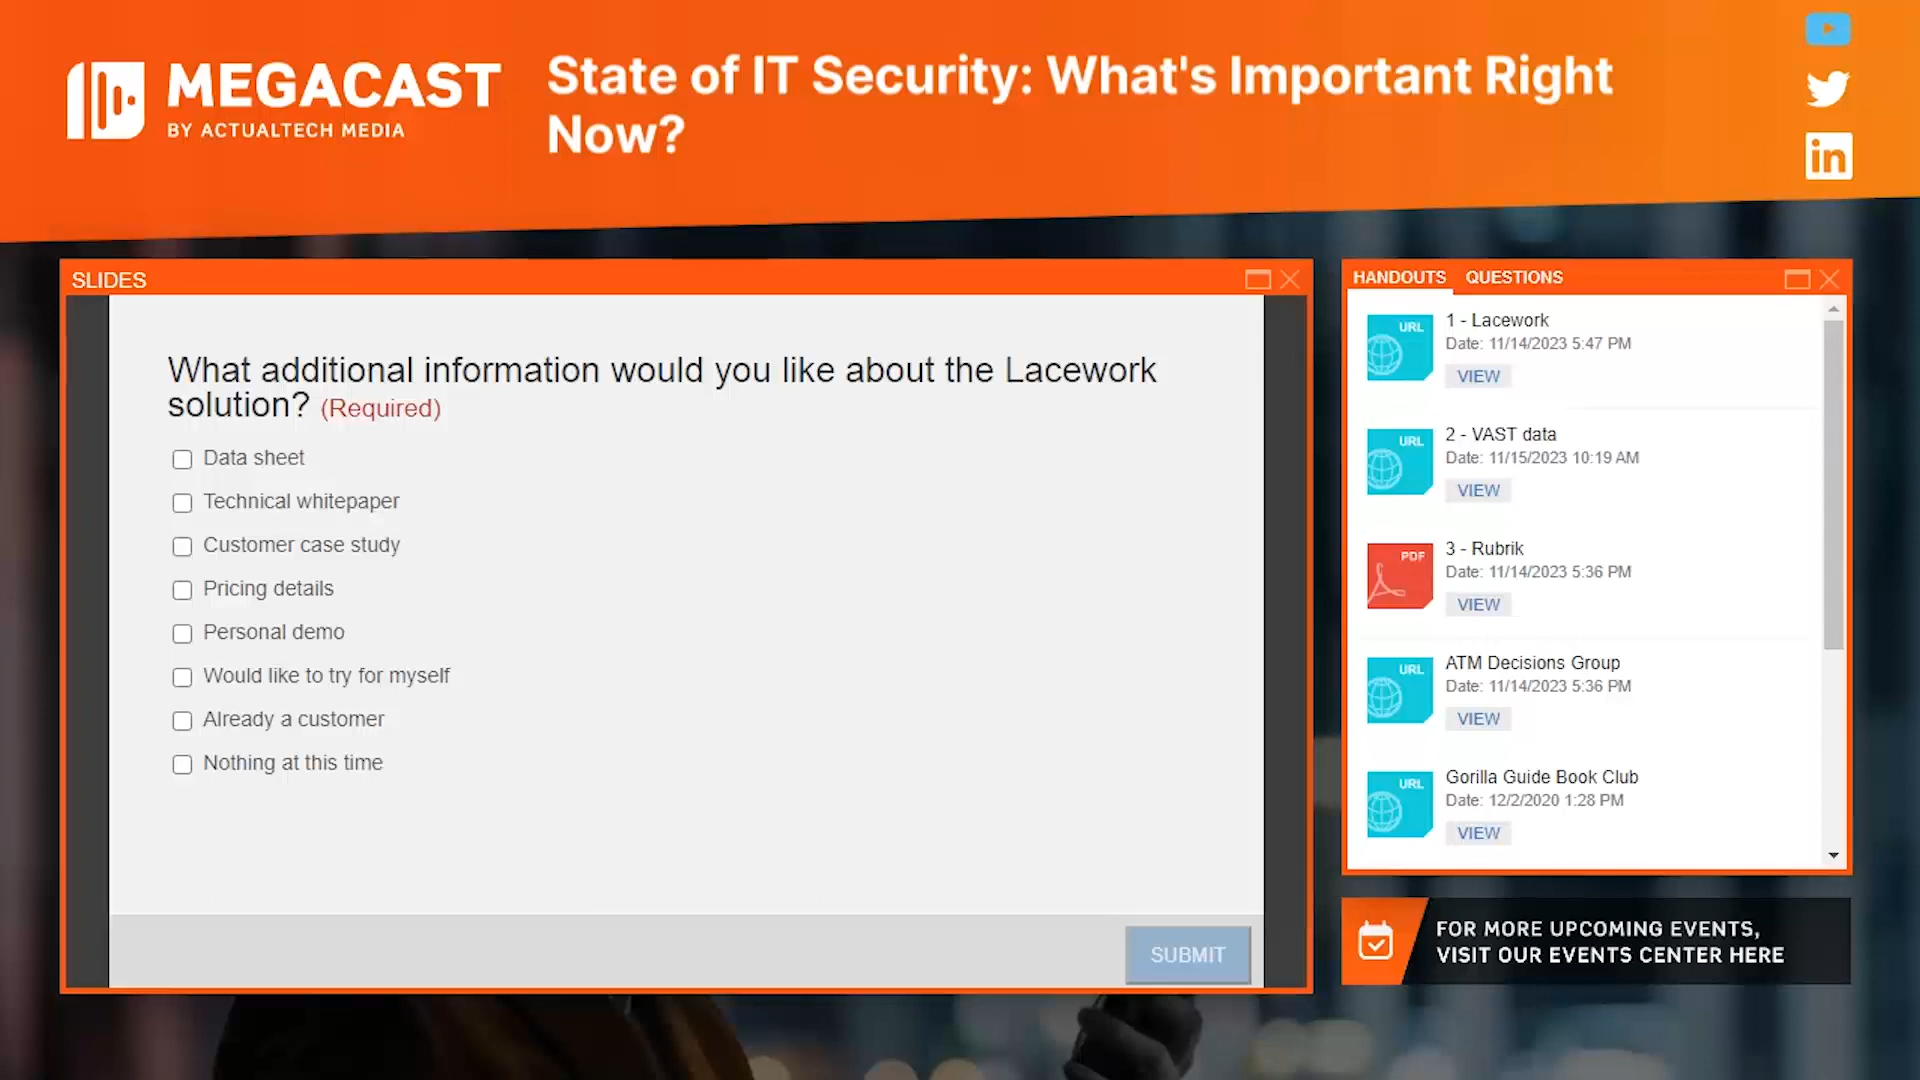 MEGACAST
BY ACTUALTECH MEDIA
State of IT Security: What's Important Right
Now?
in
SLIDES
What additional information would you like about the Lacework
solution? (Required)
Data sheet
Technical whitepaper
Customer case study
Pricing details
Personal demo
Would like to try for myself
Already a customer
Nothing at this time
SUBMIT
HANDOUTS QUESTIONS
URL
1 - Lacework
Date: 11/14/2023 5:47 PM
VIEW
URL
2 - VAST data
Date: 11/15/2023 10:19 AM
VIEW
PDF
3 - Rubrik
Date: 11/14/2023 5:36 PM
VIEW
URL
ATM Decisions Group
Date: 11/14/2023 5:36 PM
VIEW
URL
Gorilla Guide Book Club
Date: 12/2/2020 1:28 PM
VIEW
FOR MORE UPCOMING EVENTS,
VISIT OUR EVENTS CENTER HERE